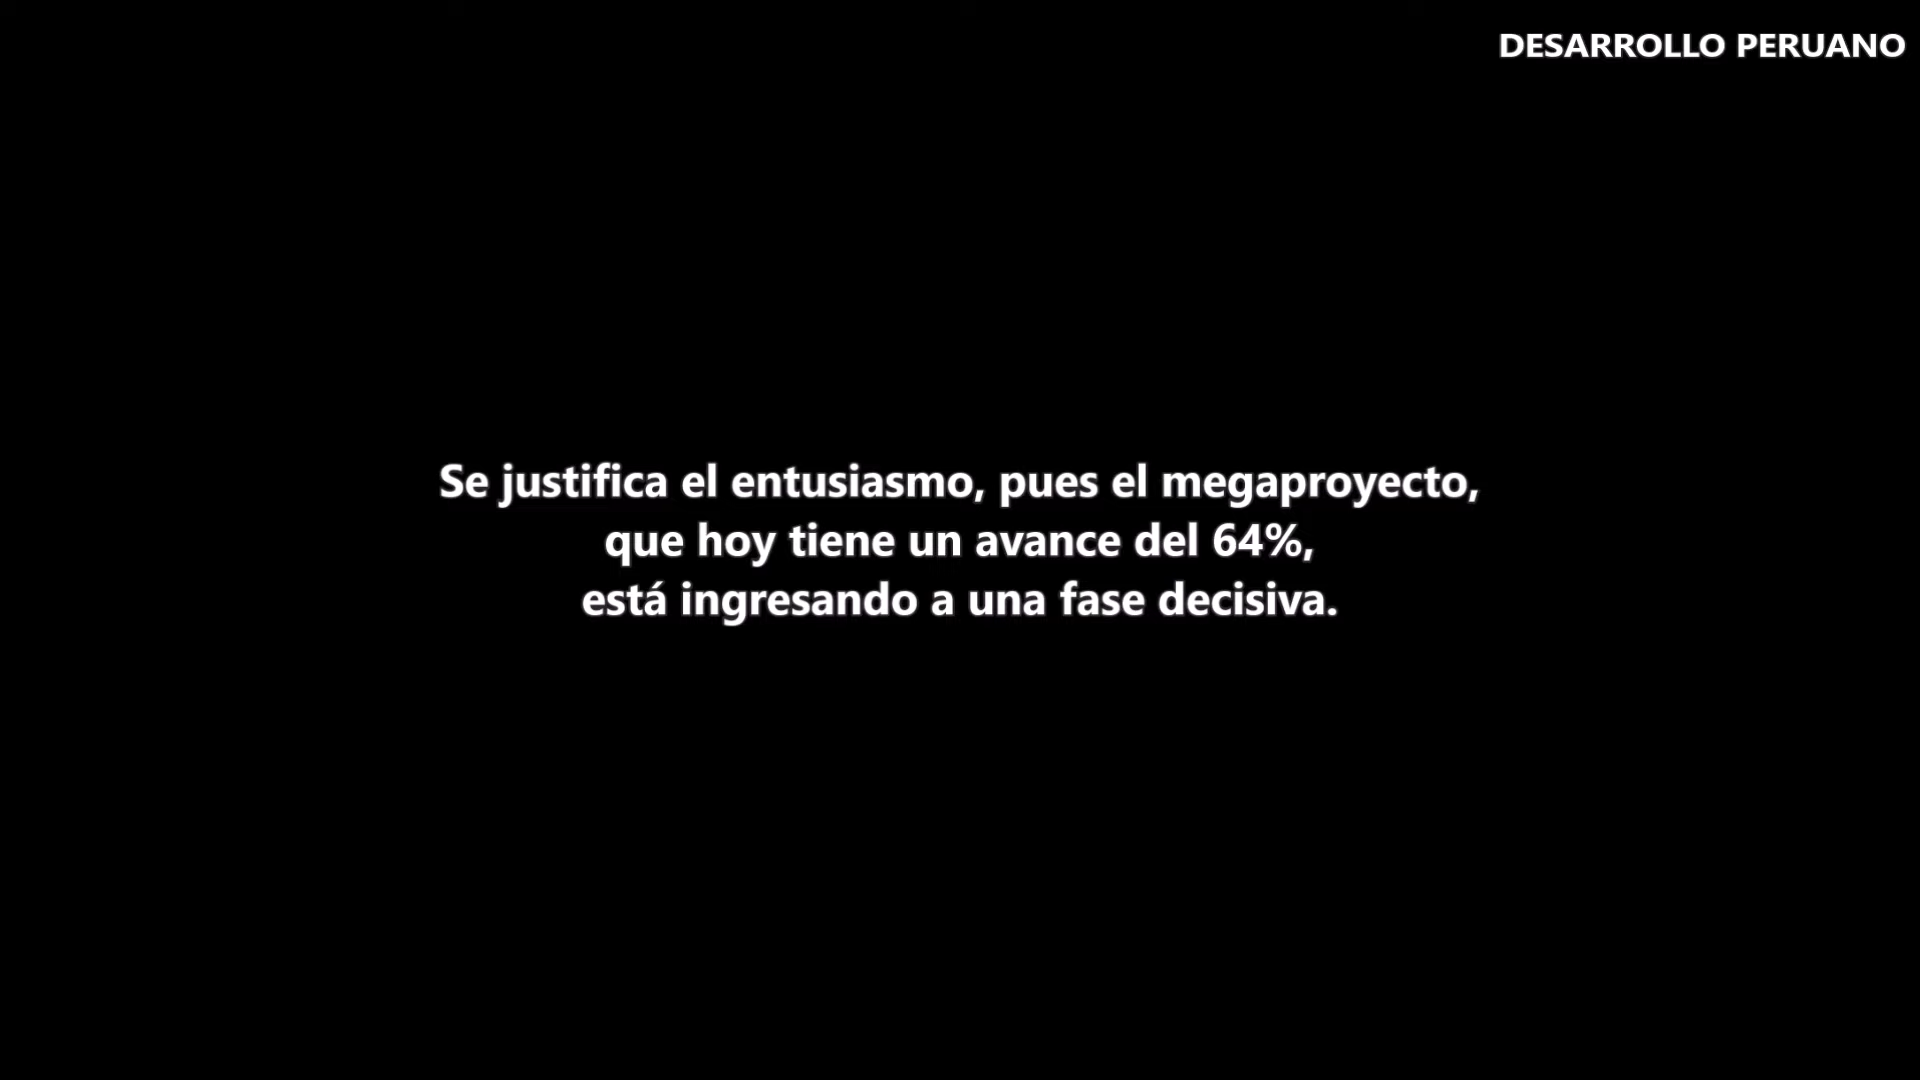 DESARROLLO PERUANO
Se justifica el entusiasmo, pues el megaproyecto,
que hoy tiene un avance del 64%,
está ingresando a una fase decisiva.